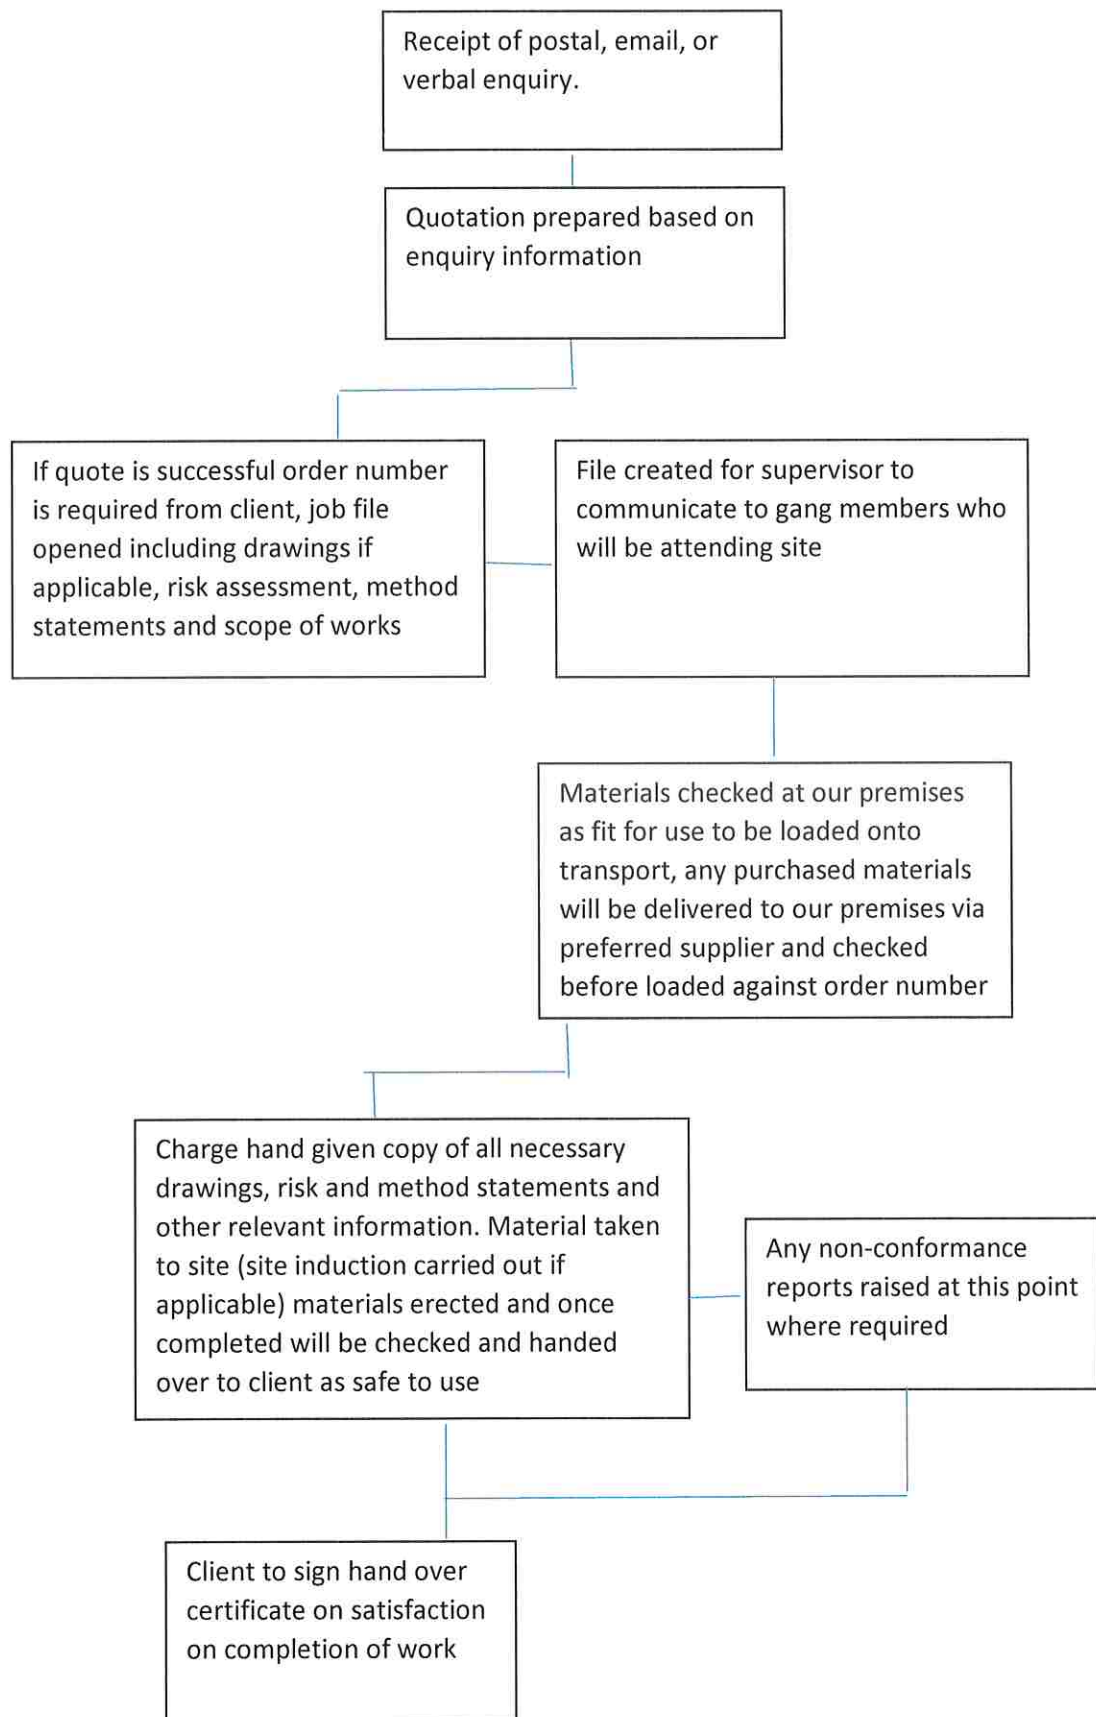 Receipt of postal, email, or
verbal enquiry.
Quotation prepared based on
enquiry information
If quote is successful order number
is required from client, job file
opened including drawings if
applicable, risk assessment, method
statements and scope of works
File created for supervisor to
communicate to gang members who
will be attending site
Materials checked at our premises
as fit for use to be loaded onto
transport, any purchased materials
will be delivered to our premises via
preferred supplier and checked
before loaded against order number
Charge hand given copy of all necessary
drawings, risk and method statements and
other relevant information. Material taken
to site (site induction carried out if
applicable) materials erected and once
completed will be checked and handed
over to client as safe to use
Any non-conformance
reports raised at this point
where required
Client to sign hand over
certificate on satisfaction
on completion of work